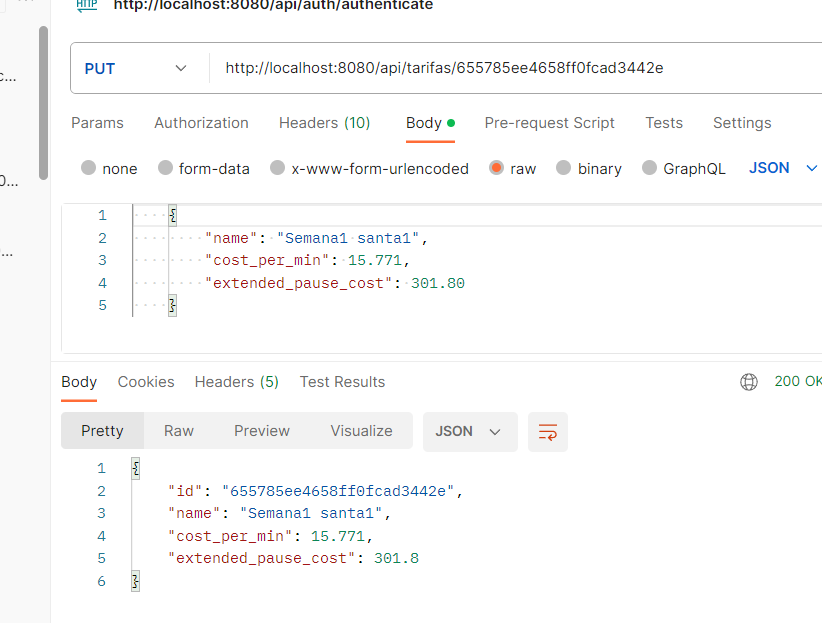 HTTP http://localhost:8080/api/auth/authenticate
PUT http://localhost:8080/api/tarifas/655785ee4658ff0fcad3442e
c...
Params Authorization Headers (10) Body Pre-request Script Tests Settings
none form-data x-www-form-urlencoded raw binary GraphQL JSON
0...
1 {
2 "name": "Semana1 santa1",
...
3 "cost_per_min": 15.771,
4 "extended_pause_cost": 301.80
5 }
Body Cookies Headers (5) Test Results 200 OK
Pretty Raw Preview Visualize JSON
1 {
2 "id": "655785ee4658ff0fcad3442e",
3 "name": "Semana1 santa1",
4 "cost_per_min": 15.771,
5 "extended_pause_cost": 301.8
6 }